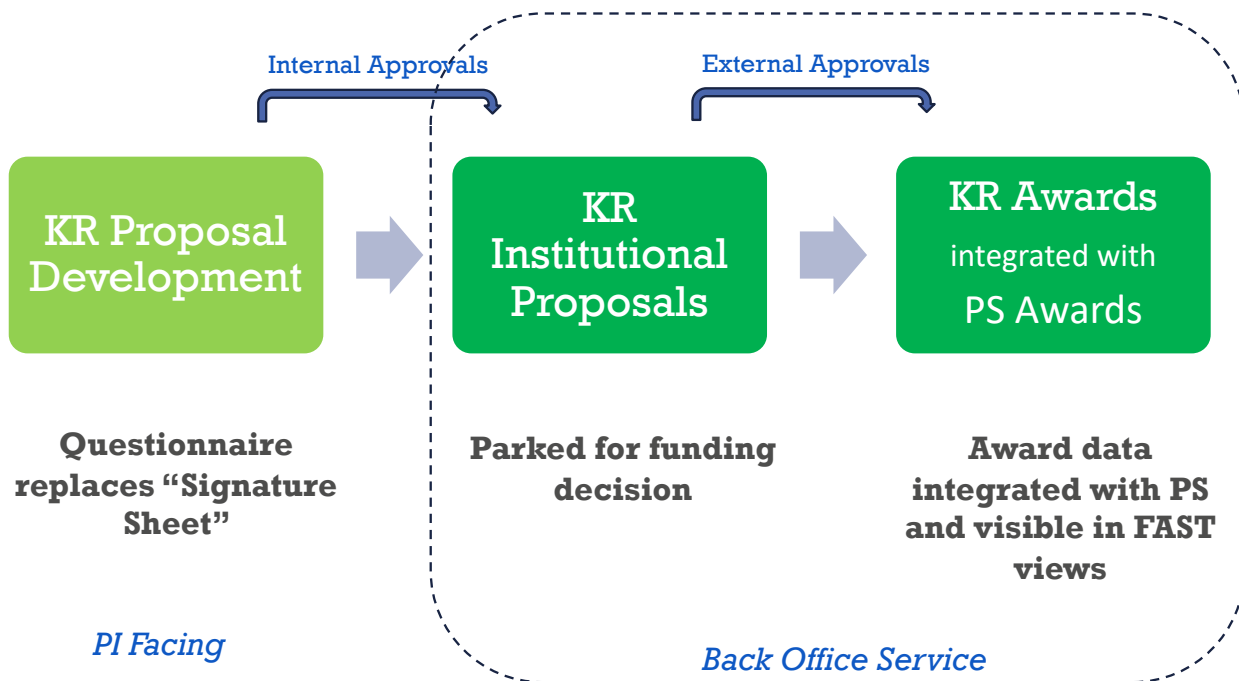 Internal Approvals
External Approvals
KR Proposal
Development
KR
Institutional
Proposals
KR Awards
integrated with
PS Awards
Questionnaire
replaces “Signature
Sheet”
Parked for funding
decision
Award data
integrated with PS
and visible in FAST
views
PI Facing
Back Office Service